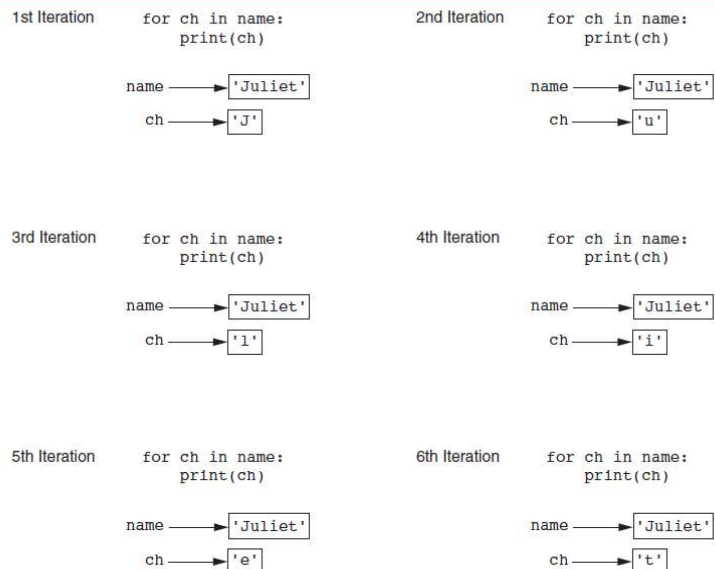 1st Iteration
for ch in name:
    print(ch)
name
'Juliet'
ch
'J'
2nd Iteration
for ch in name:
    print(ch)
name
'Juliet'
ch
'u'
3rd Iteration
for ch in name:
    print(ch)
name
'Juliet'
ch
'l'
4th Iteration
for ch in name:
    print(ch)
name
'Juliet'
ch
'i'
5th Iteration
for ch in name:
    print(ch)
name
'Juliet'
ch
'e'
6th Iteration
for ch in name:
    print(ch)
name
'Juliet'
ch
't'